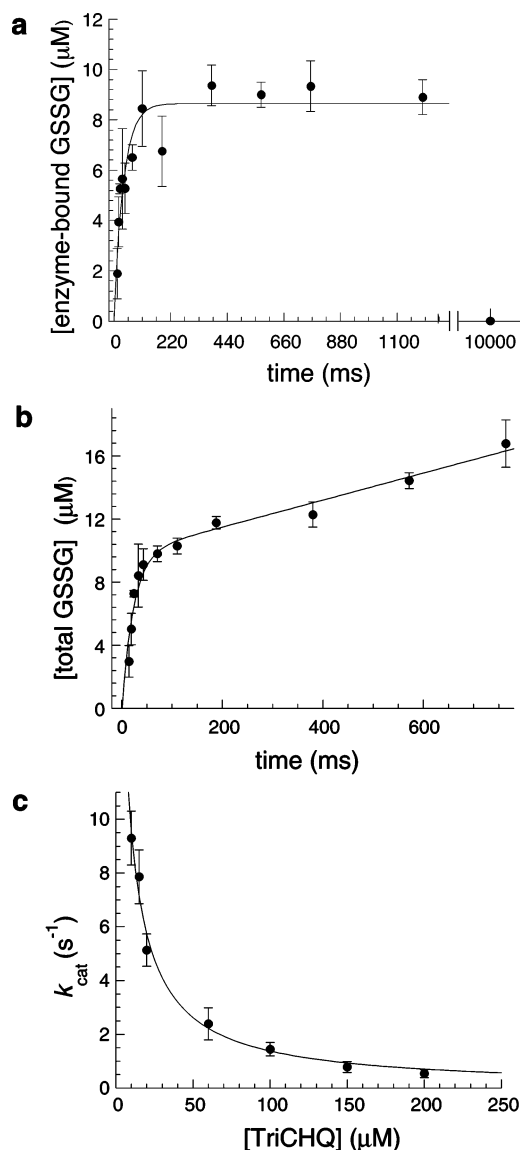 a
[enzyme-bound GSSG] (μM)
12
10
8
6
4
2
0
0 220 440 660 880 1100 10000
time (ms)
b
[total GSSG] (μM)
16
12
8
4
0
0 200 400 600
time (ms)
c
k_cat (s⁻¹)
10
8
6
4
2
0
0 50 100 150 200 250
[TriCHQ] (μM)